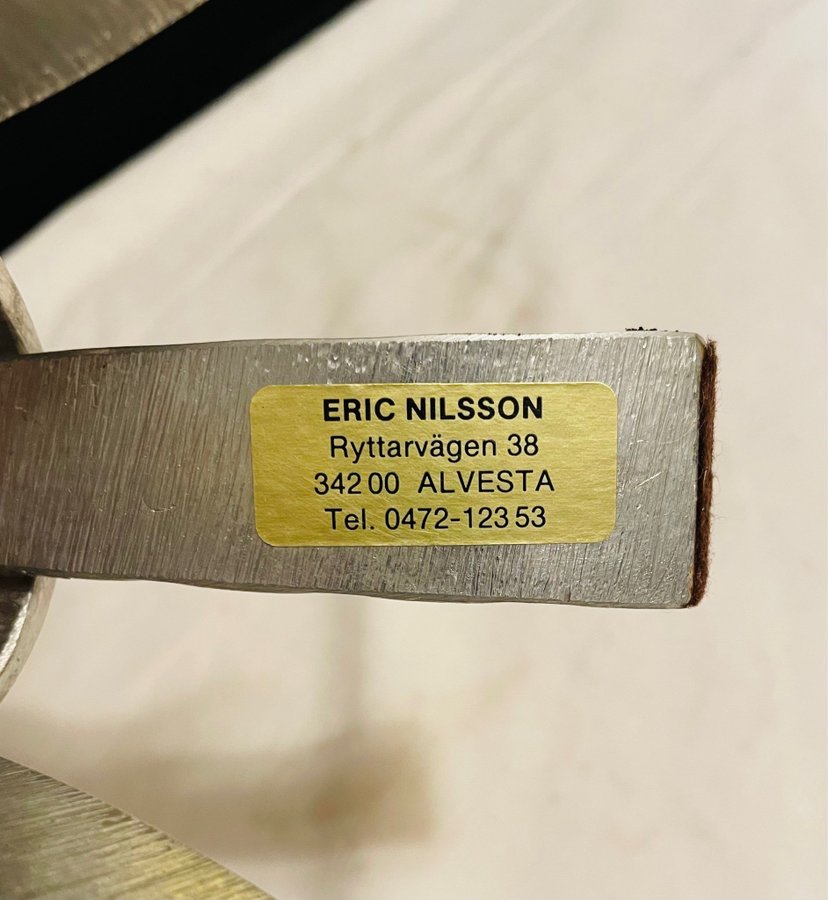 ERIC NILSSON
Ryttarvägen 38
342 00 ALVESTA
Tel. 0472-123 53